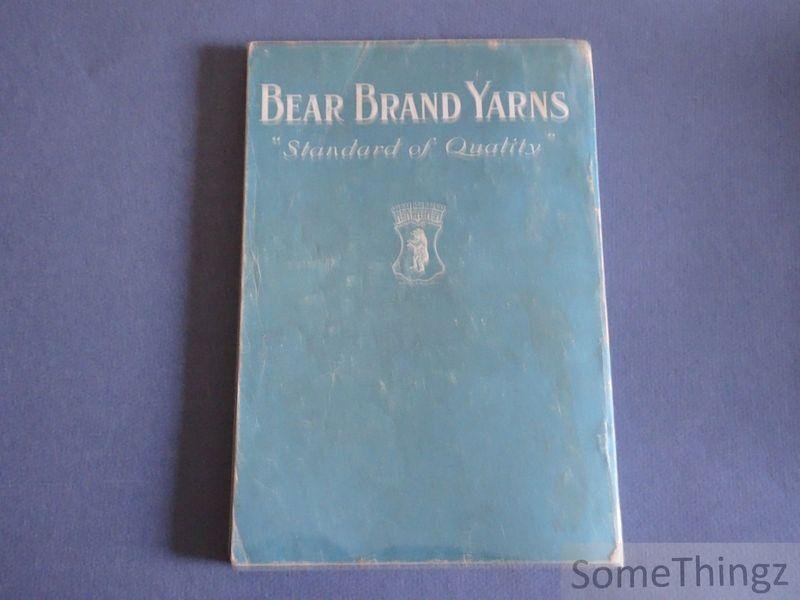 BEAR BRAND YARNS
"Standard of Quality"
SomeThingz